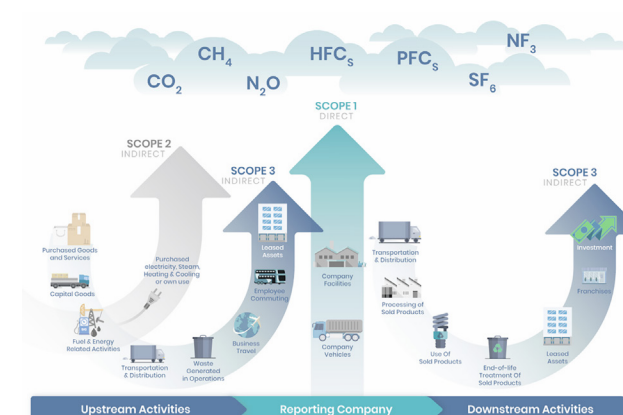 CO2
CH4
N2O
HFCs
PFCs
SF6
NF3
SCOPE 1
DIRECT
SCOPE 2
INDIRECT
SCOPE 3
INDIRECT
SCOPE 3
INDIRECT
Purchased Goods
and Services
Capital Goods
Fuel & Energy
Related Activities
Purchased
electricity, Steam,
Heating & Cooling
or own use
Transportation
& Distribution
Waste
Generated
in Operations
Business
Travel
Employee
Commuting
Leased
Assets
Company
Facilities
Company
Vehicles
Transportation
& Distribution
Processing of
Sold Products
Use Of
Sold Products
End-of-life
Treatment Of
Sold Products
Leased
Assets
Franchises
Investment
Upstream Activities
Reporting Company
Downstream Activities